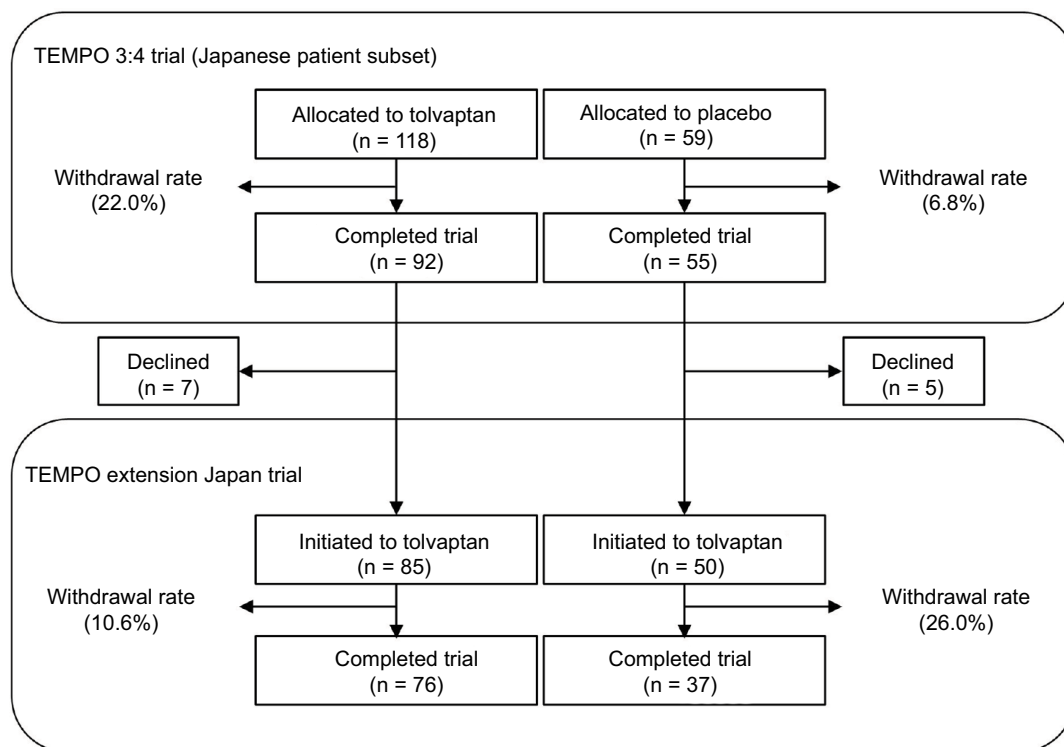 TEMPO 3:4 trial (Japanese patient subset)
Allocated to tolvaptan
(n = 118)
Allocated to placebo
(n = 59)
Withdrawal rate
(22.0%)
Withdrawal rate
(6.8%)
Completed trial
(n = 92)
Completed trial
(n = 55)
Declined
(n = 7)
Declined
(n = 5)
TEMPO extension Japan trial
Initiated to tolvaptan
(n = 85)
Initiated to tolvaptan
(n = 50)
Withdrawal rate
(10.6%)
Withdrawal rate
(26.0%)
Completed trial
(n = 76)
Completed trial
(n = 37)